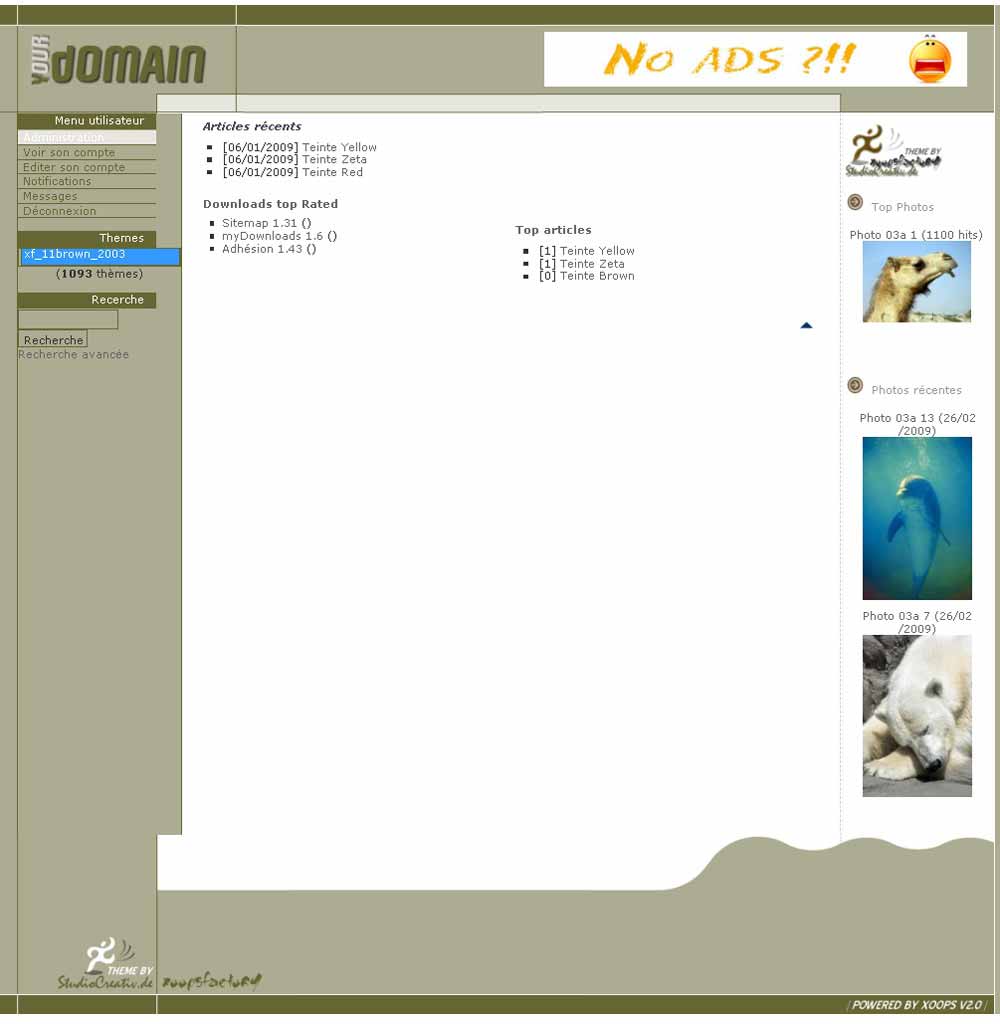 YOUR DOMAIN
NO ADS ?!!
Menu utilisateur
Administration
Voir son compte
Editer son compte
Notifications
Messages
Déconnexion
Themes
xf_11brown_2003
(1093 thèmes)
Recerche
Recherche
Recherche avancée
Articles récents
[06/01/2009] Teinte Yellow
[06/01/2009] Teinte Zeta
[06/01/2009] Teinte Red
Downloads top Rated
Sitemap 1.31 ()
myDownloads 1.6 ()
Adhésion 1.43 ()
Top articles
[1] Teinte Yellow
[1] Teinte Zeta
[0] Teinte Brown
THEME BY
StudioCreativ.de xoopsfactory
Top Photos
Photo 03a 1 (1100 hits)
Photos récentes
Photo 03a 13 (26/02
/2009)
Photo 03a 7 (26/02
/2009)
THEME BY
StudioCreativ.de xoopsfactory
| POWERED BY XOOPS V2.0 |